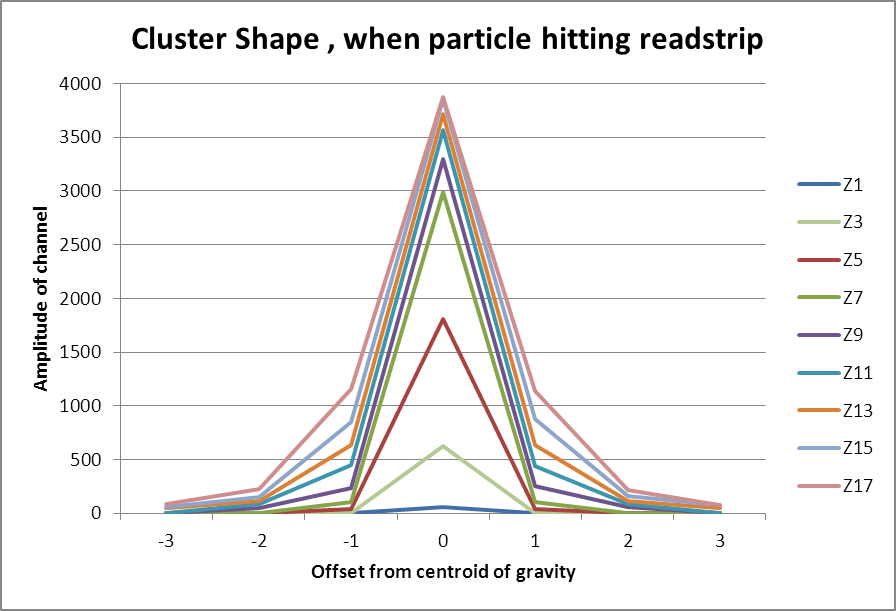 Cluster Shape , when particle hitting readstrip
4000
3500
3000
2500
2000
1500
1000
500
0
Amplitude of channel
-3 -2 -1 0 1 2 3
Offset from centroid of gravity
Z1
Z3
Z5
Z7
Z9
Z11
Z13
Z15
Z17